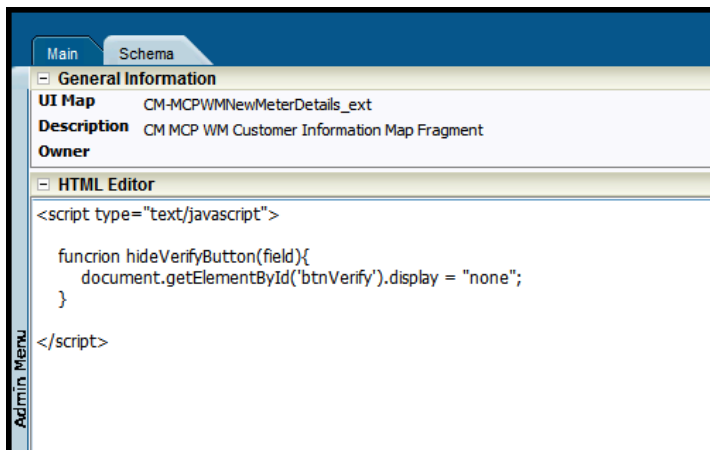 Main Schema
General Information
UI Map CM-MCPWMNewMeterDetails_ext
Description CM MCP WM Customer Information Map Fragment
Owner
HTML Editor
<script type="text/javascript">
funcrion hideVerifyButton(field){
document.getElementById('btnVerify').display = "none";
}
</script>
Admin Menu